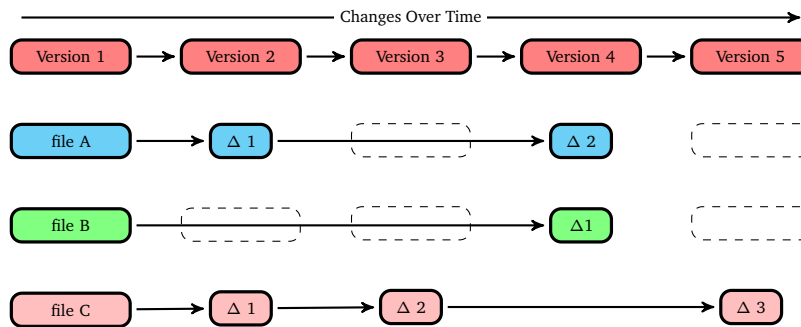 Changes Over Time
Version 1 Version 2 Version 3 Version 4 Version 5
file A Δ 1 Δ 2
file B Δ1
file C Δ 1 Δ 2 Δ 3